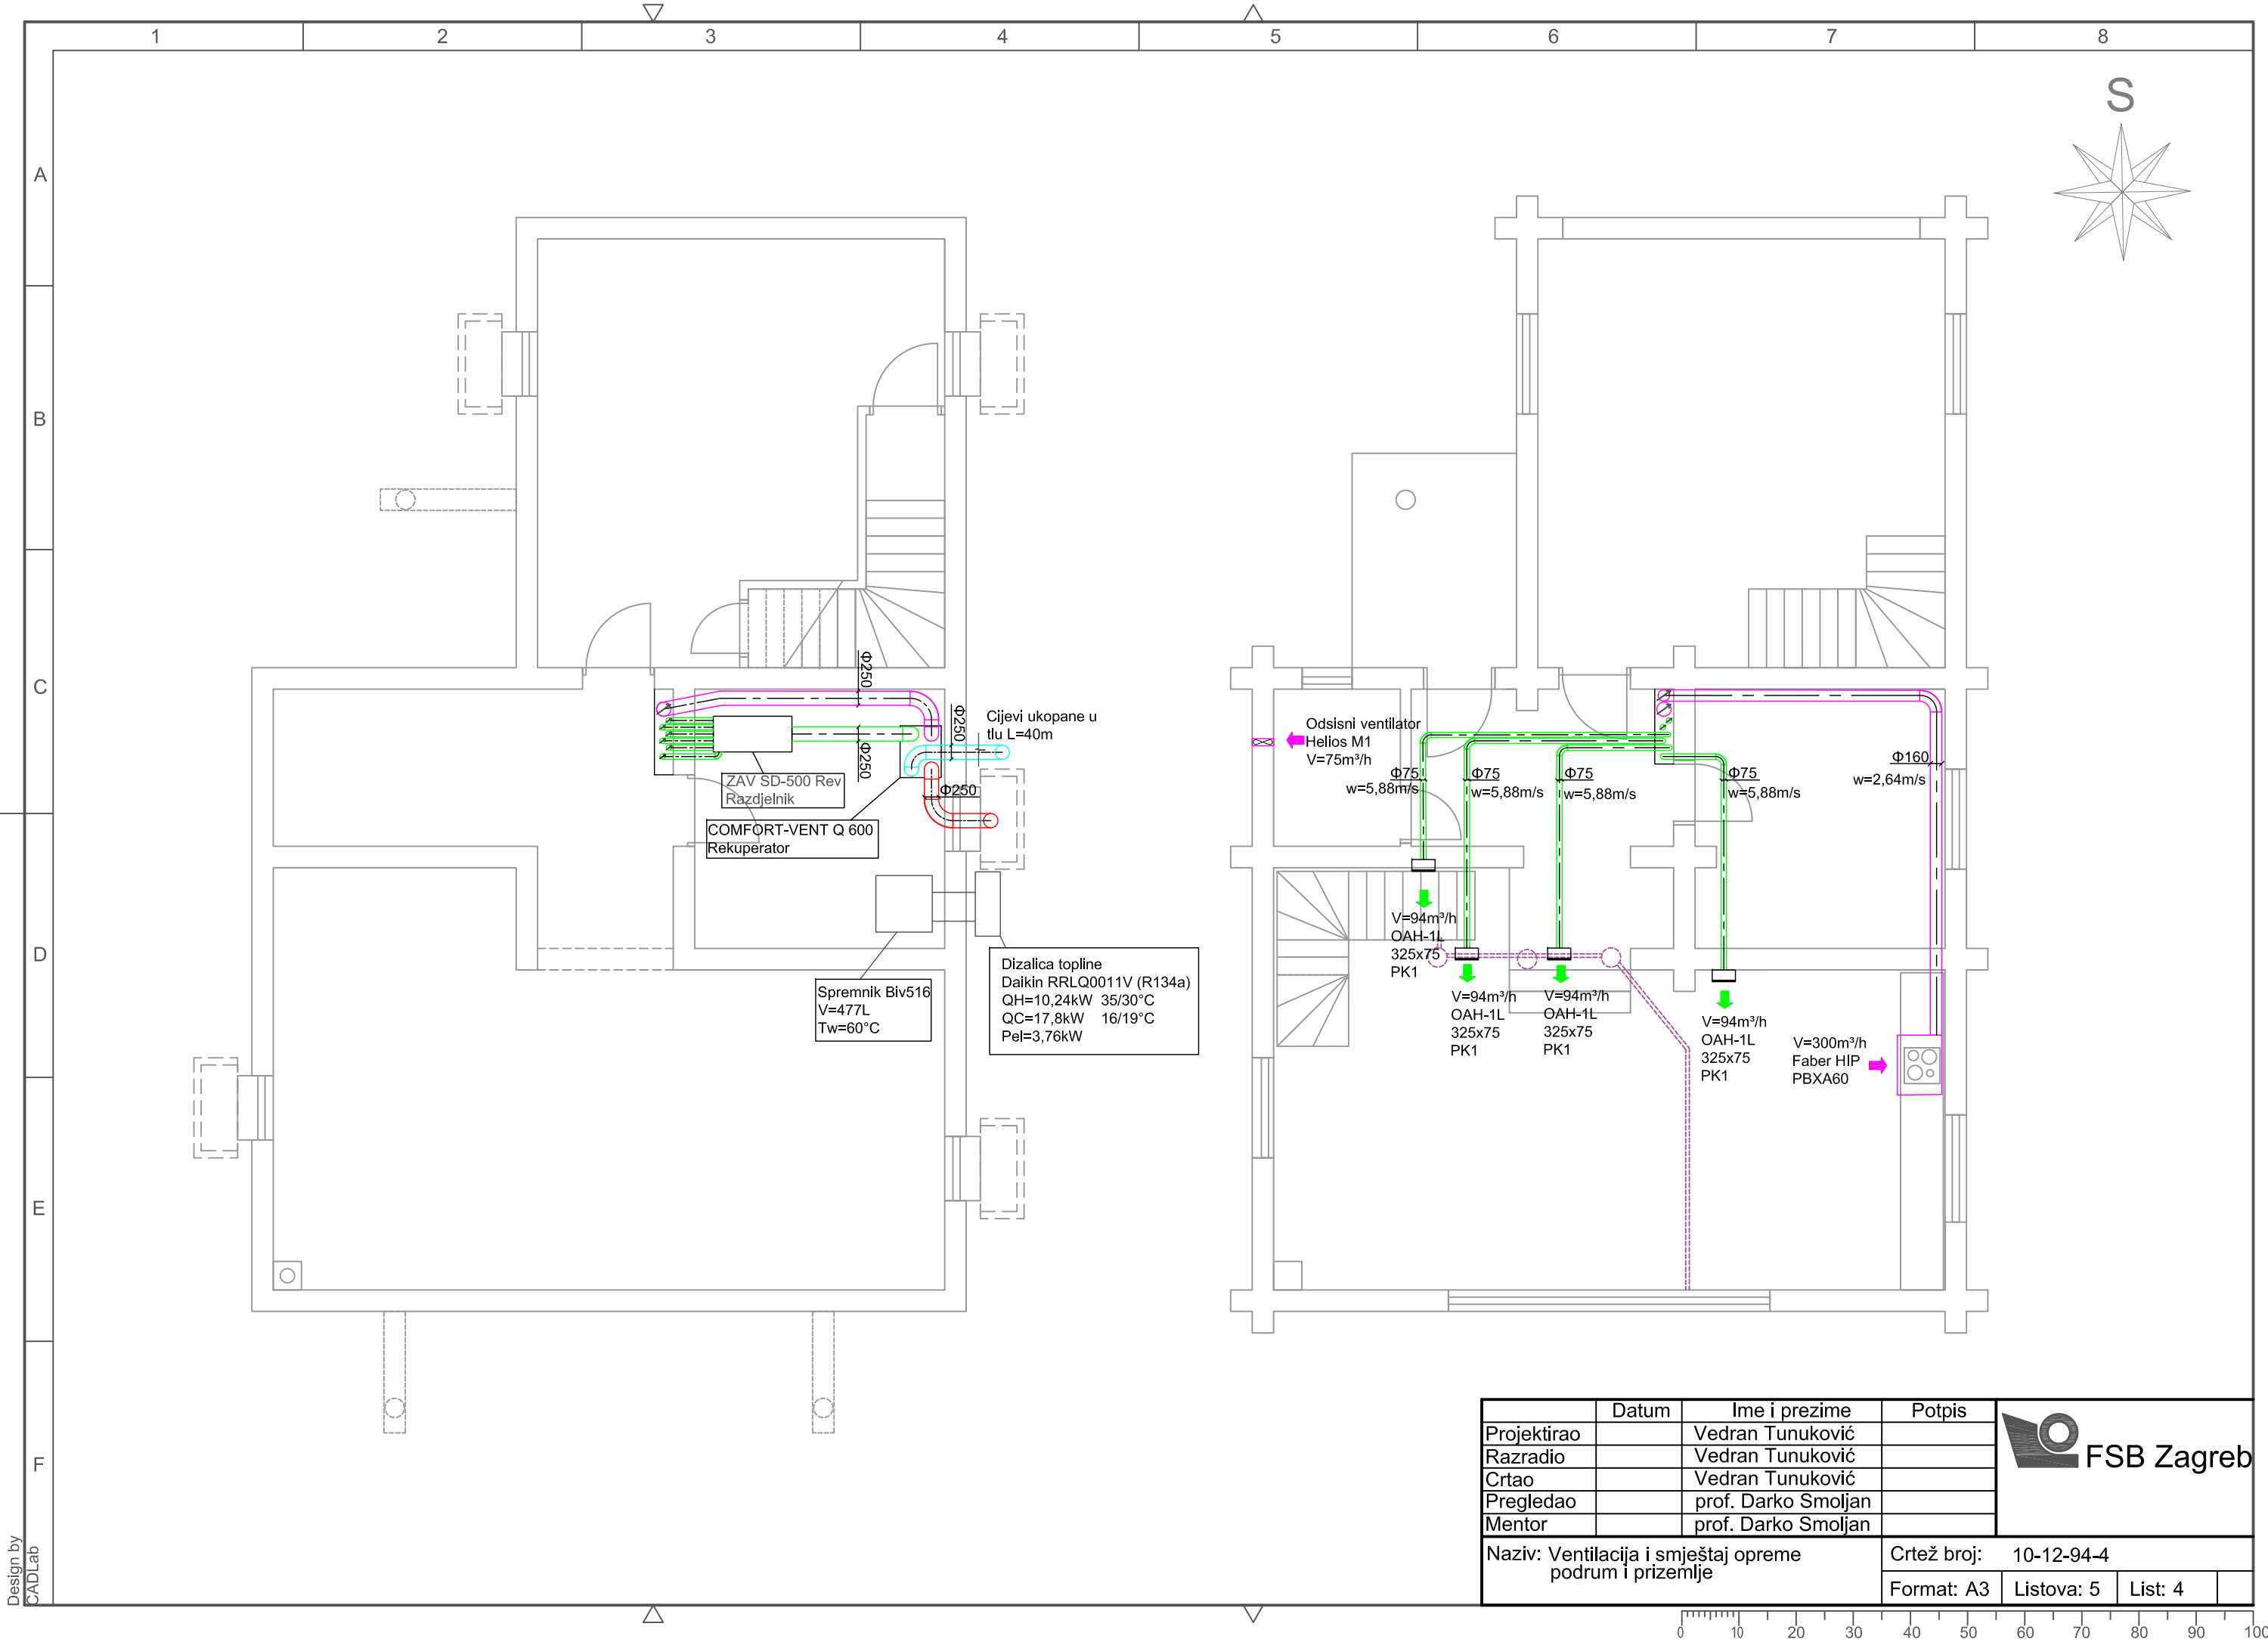 1 2 3 4 5 6 7 8
A
B
C
D
E
F
S
Φ250
Φ250
Φ250
Φ250
Cijevi ukopane u
tlu L=40m
ZAV SD-500 Rev
Razdjelnik
COMFORT-VENT Q 600
Rekuperator
Spremnik Biv516
V=477L
Tw=60°C
Dizalica topline
Daikin RRLQ0011V (R134a)
QH=10,24kW 35/30°C
QC=17,8kW 16/19°C
Pel=3,76kW
Odsisni ventilator
Helios M1
V=75m³/h
Φ75
w=5,88m/s
Φ75
w=5,88m/s
Φ75
w=5,88m/s
Φ75
w=5,88m/s
Φ160
w=2,64m/s
V=94m³/h
OAH-1L
325x75
PK1
V=94m³/h
OAH-1L
325x75
PK1
V=94m³/h
OAH-1L
325x75
PK1
V=94m³/h
OAH-1L
325x75
PK1
V=300m³/h
Faber HIP
PBXA60
Datum Ime i prezime Potpis
Projektirao Vedran Tunuković
Razradio Vedran Tunuković
Crtao Vedran Tunuković
Pregledao prof. Darko Smoljan
Mentor prof. Darko Smoljan
FSB Zagreb
Naziv: Ventilacija i smještaj opreme
podrum i prizemlje
Crtež broj: 10-12-94-4
Format: A3 Listova: 5 List: 4
Design by
CADLab
0 10 20 30 40 50 60 70 80 90 100